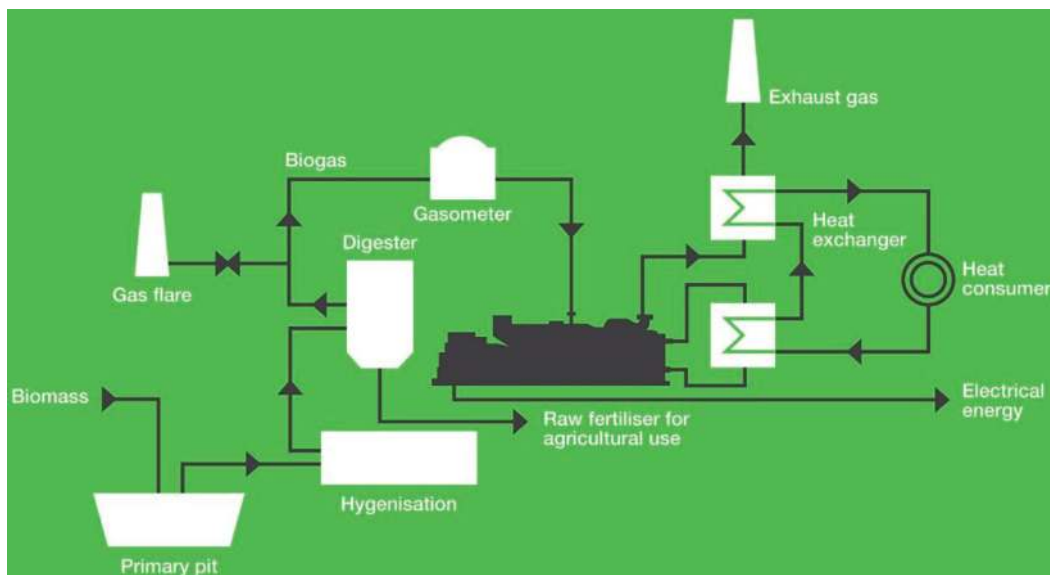 Exhaust gas
Biogas
Gasometer
Heat
exchanger
Digester
Heat
consumer
Gas flare
Biomass
Electrical
energy
Raw fertiliser for
agricultural use
Hygenisation
Primary pit